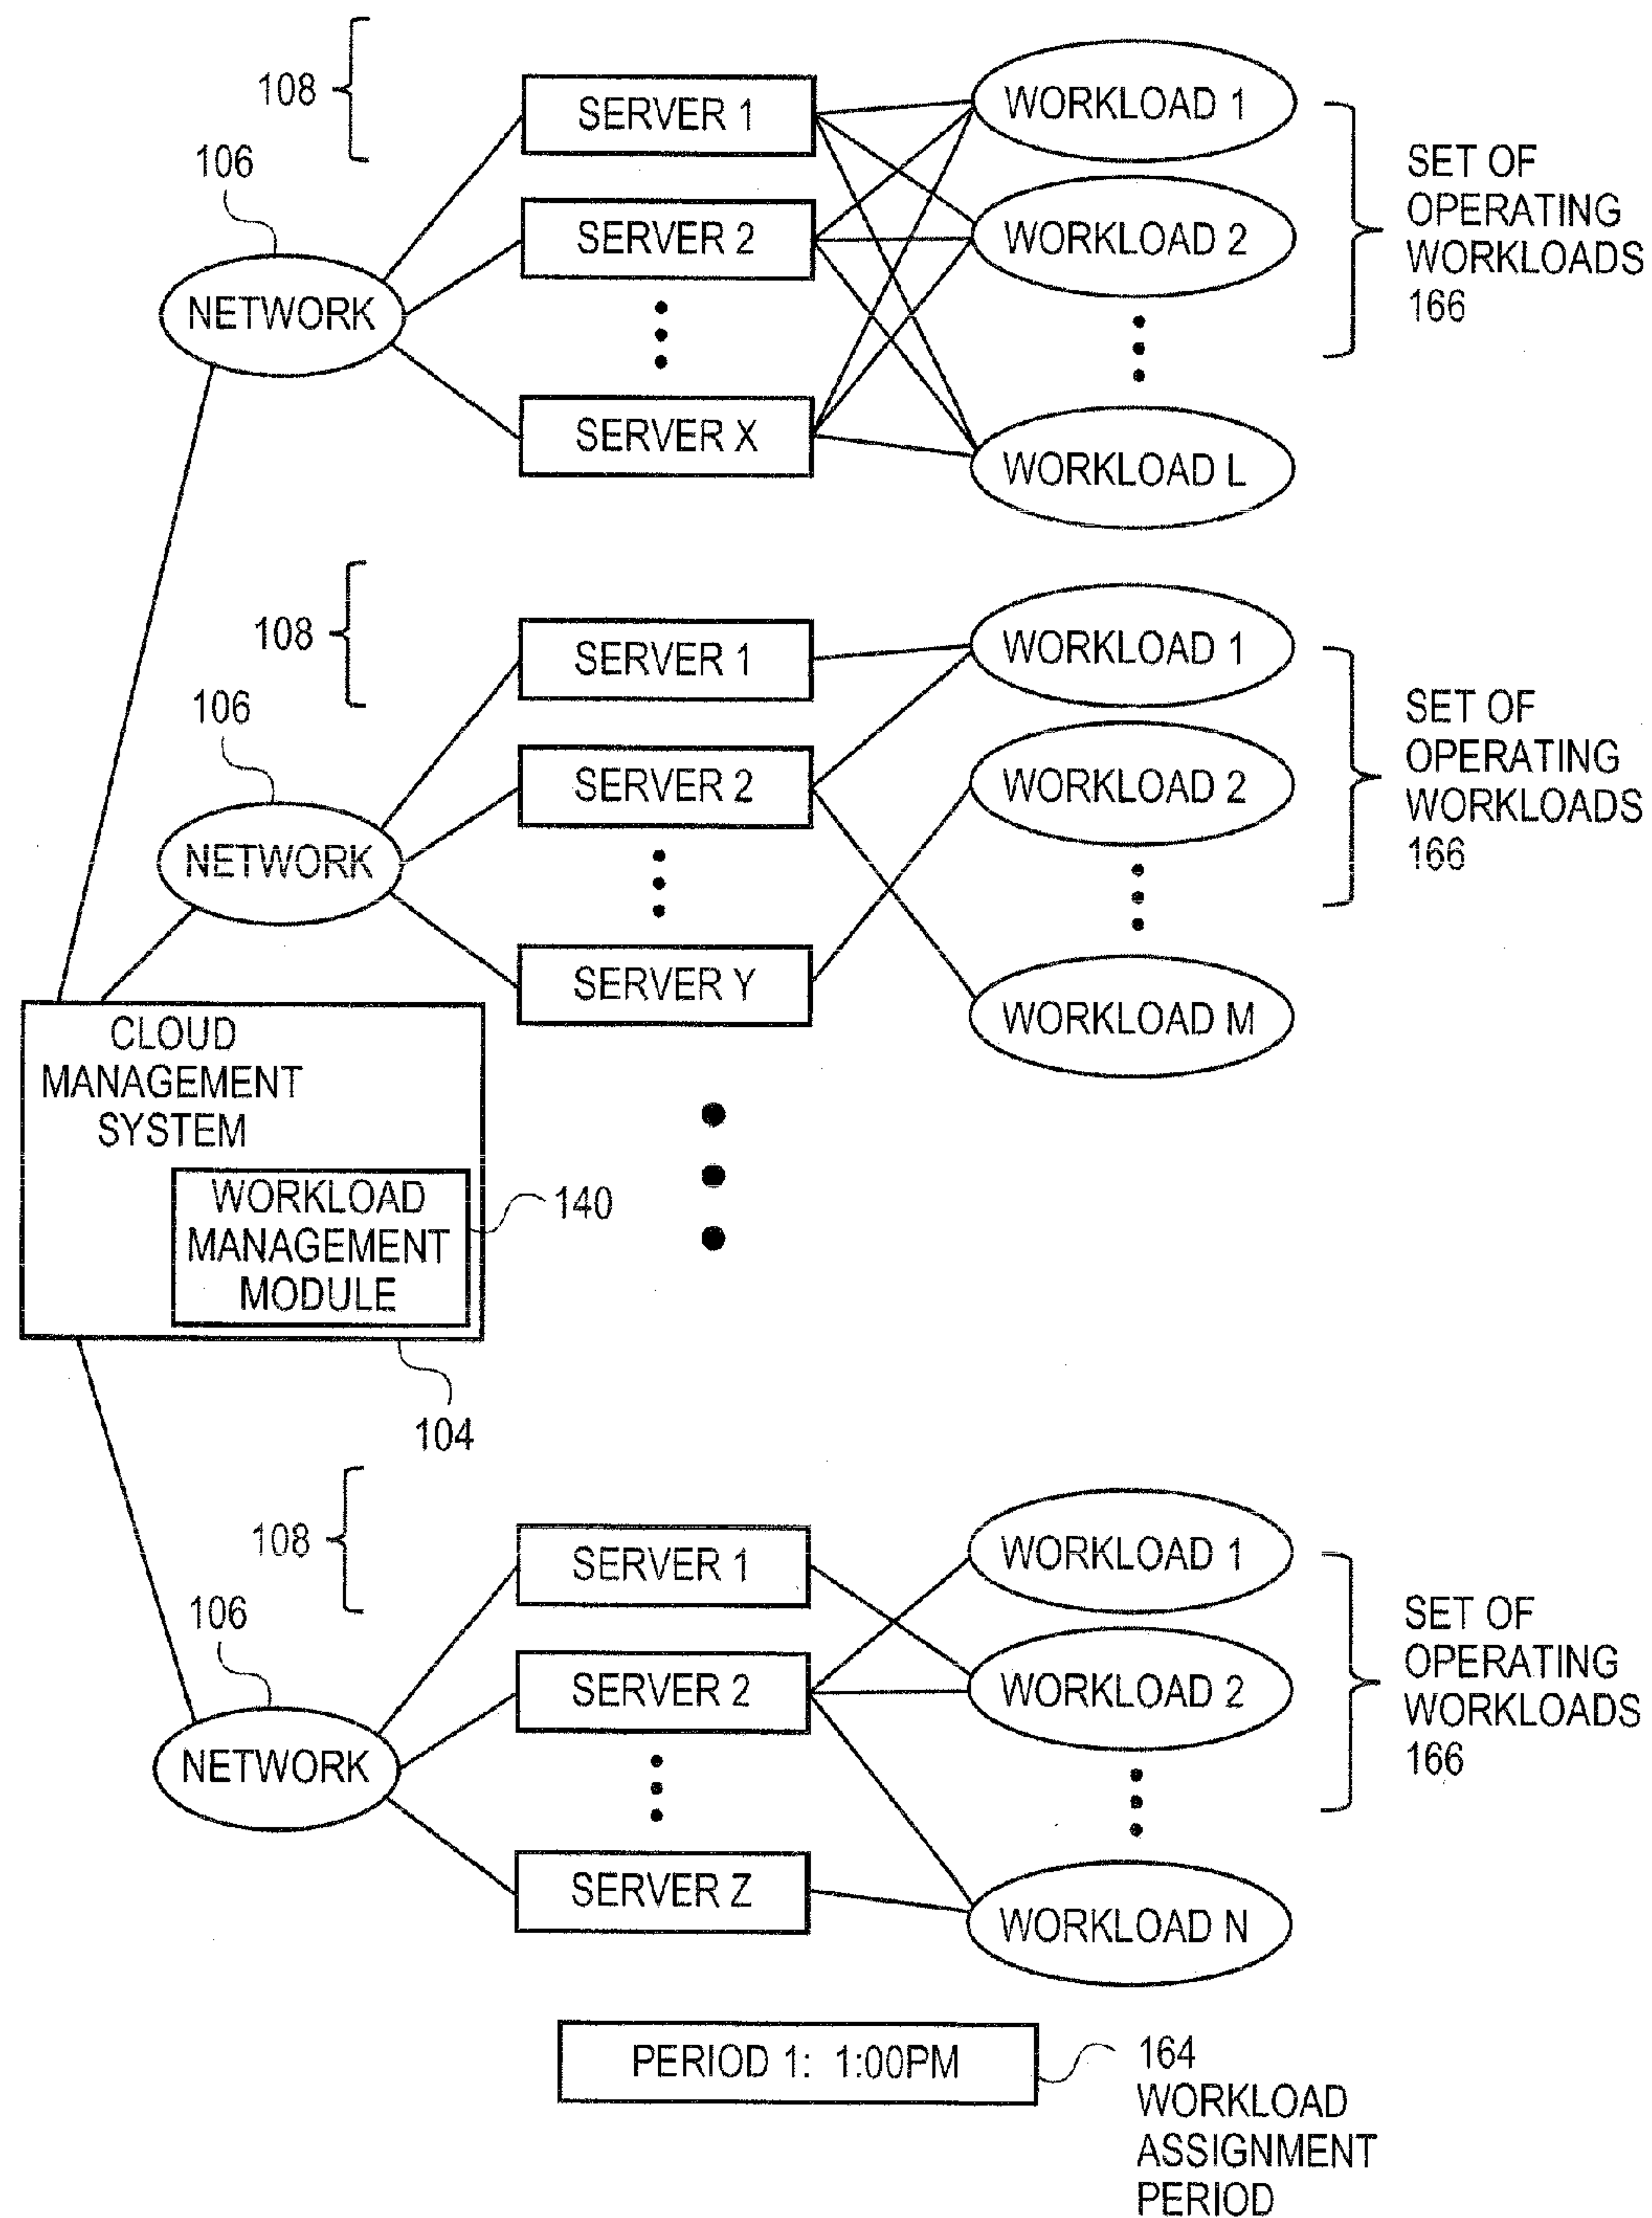 108
106
NETWORK
SERVER 1
SERVER 2
SERVER X
WORKLOAD 1
WORKLOAD 2
WORKLOAD L
SET OF
OPERATING
WORKLOADS
166
108
106
NETWORK
SERVER 1
SERVER 2
SERVER Y
WORKLOAD 1
WORKLOAD 2
WORKLOAD M
SET OF
OPERATING
WORKLOADS
166
CLOUD
MANAGEMENT
SYSTEM
WORKLOAD
MANAGEMENT
MODULE
140
104
108
106
NETWORK
SERVER 1
SERVER 2
SERVER Z
WORKLOAD 1
WORKLOAD 2
WORKLOAD N
SET OF
OPERATING
WORKLOADS
166
PERIOD 1: 1:00PM
164
WORKLOAD
ASSIGNMENT
PERIOD